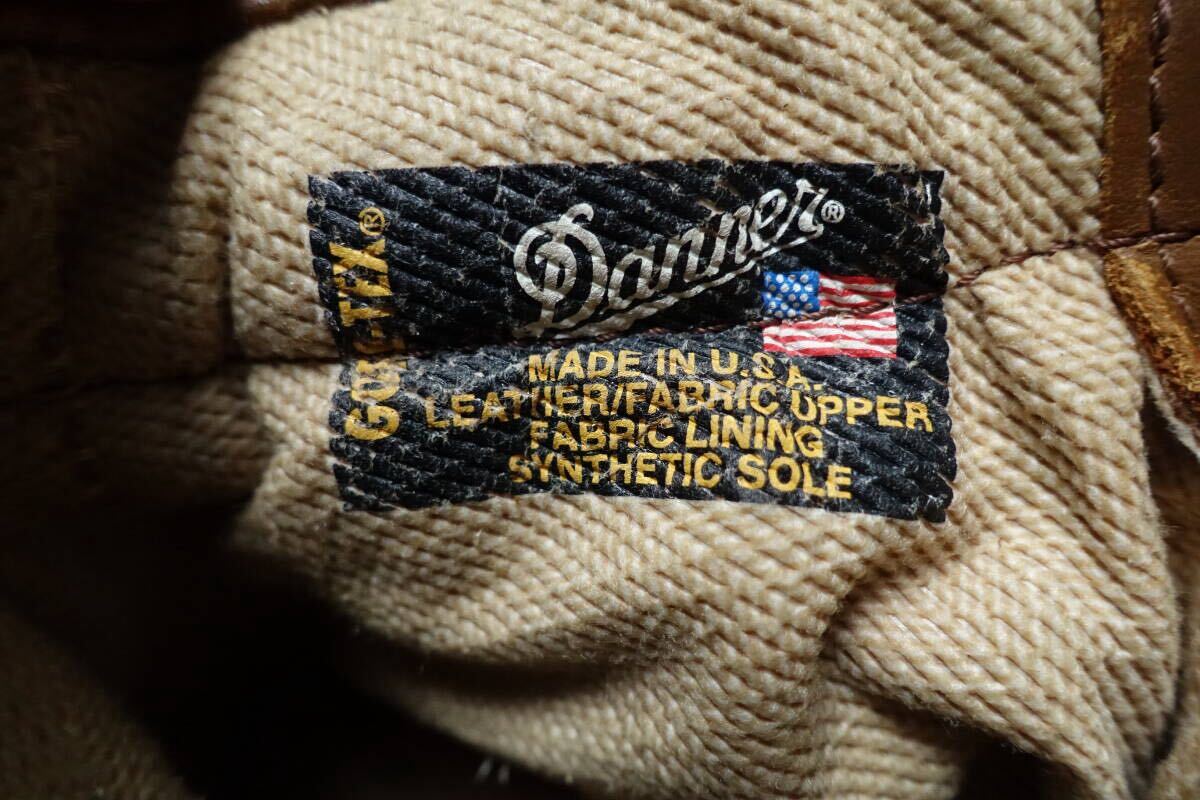 Danner®
GORE-TEX®
MADE IN U.S.A.
LEATHER/FABRIC UPPER
FABRIC LINING
SYNTHETIC SOLE